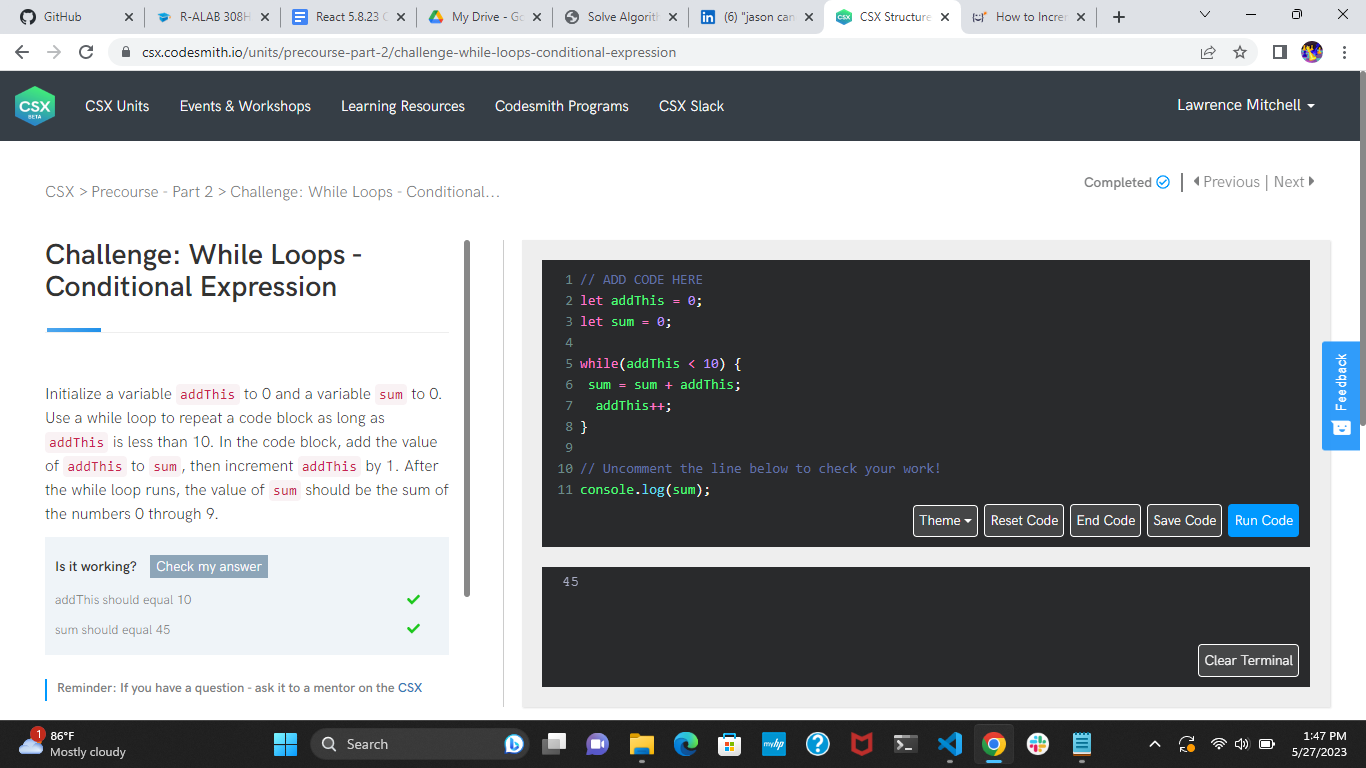 GitHub
R-ALAB 308H
React 5.8.23
My Drive - Go
Solve Algorith
(6) "jason can
CSX Structure
How to Incre
csx.codesmith.io/units/precourse-part-2/challenge-while-loops-conditional-expression
CSX
BETA
CSX Units
Events & Workshops
Learning Resources
Codesmith Programs
CSX Slack
Lawrence Mitchell
CSX > Precourse - Part 2 > Challenge: While Loops - Conditional...
Completed
Previous | Next
Challenge: While Loops -
Conditional Expression
Initialize a variable addThis to 0 and a variable sum to 0.
Use a while loop to repeat a code block as long as
addThis is less than 10. In the code block, add the value
of addThis to sum , then increment addThis by 1. After
the while loop runs, the value of sum should be the sum of
the numbers 0 through 9.
Is it working?
Check my answer
addThis should equal 10
sum should equal 45
Reminder: If you have a question - ask it to a mentor on the CSX
1 // ADD CODE HERE
2 let addThis = 0;
3 let sum = 0;
4
5 while(addThis < 10) {
6  sum = sum + addThis;
7   addThis++;
8 }
9
10 // Uncomment the line below to check your work!
11 console.log(sum);
Theme
Reset Code
End Code
Save Code
Run Code
45
Clear Terminal
Feedback
1
86°F
Mostly cloudy
Search
myhp
1:47 PM
5/27/2023